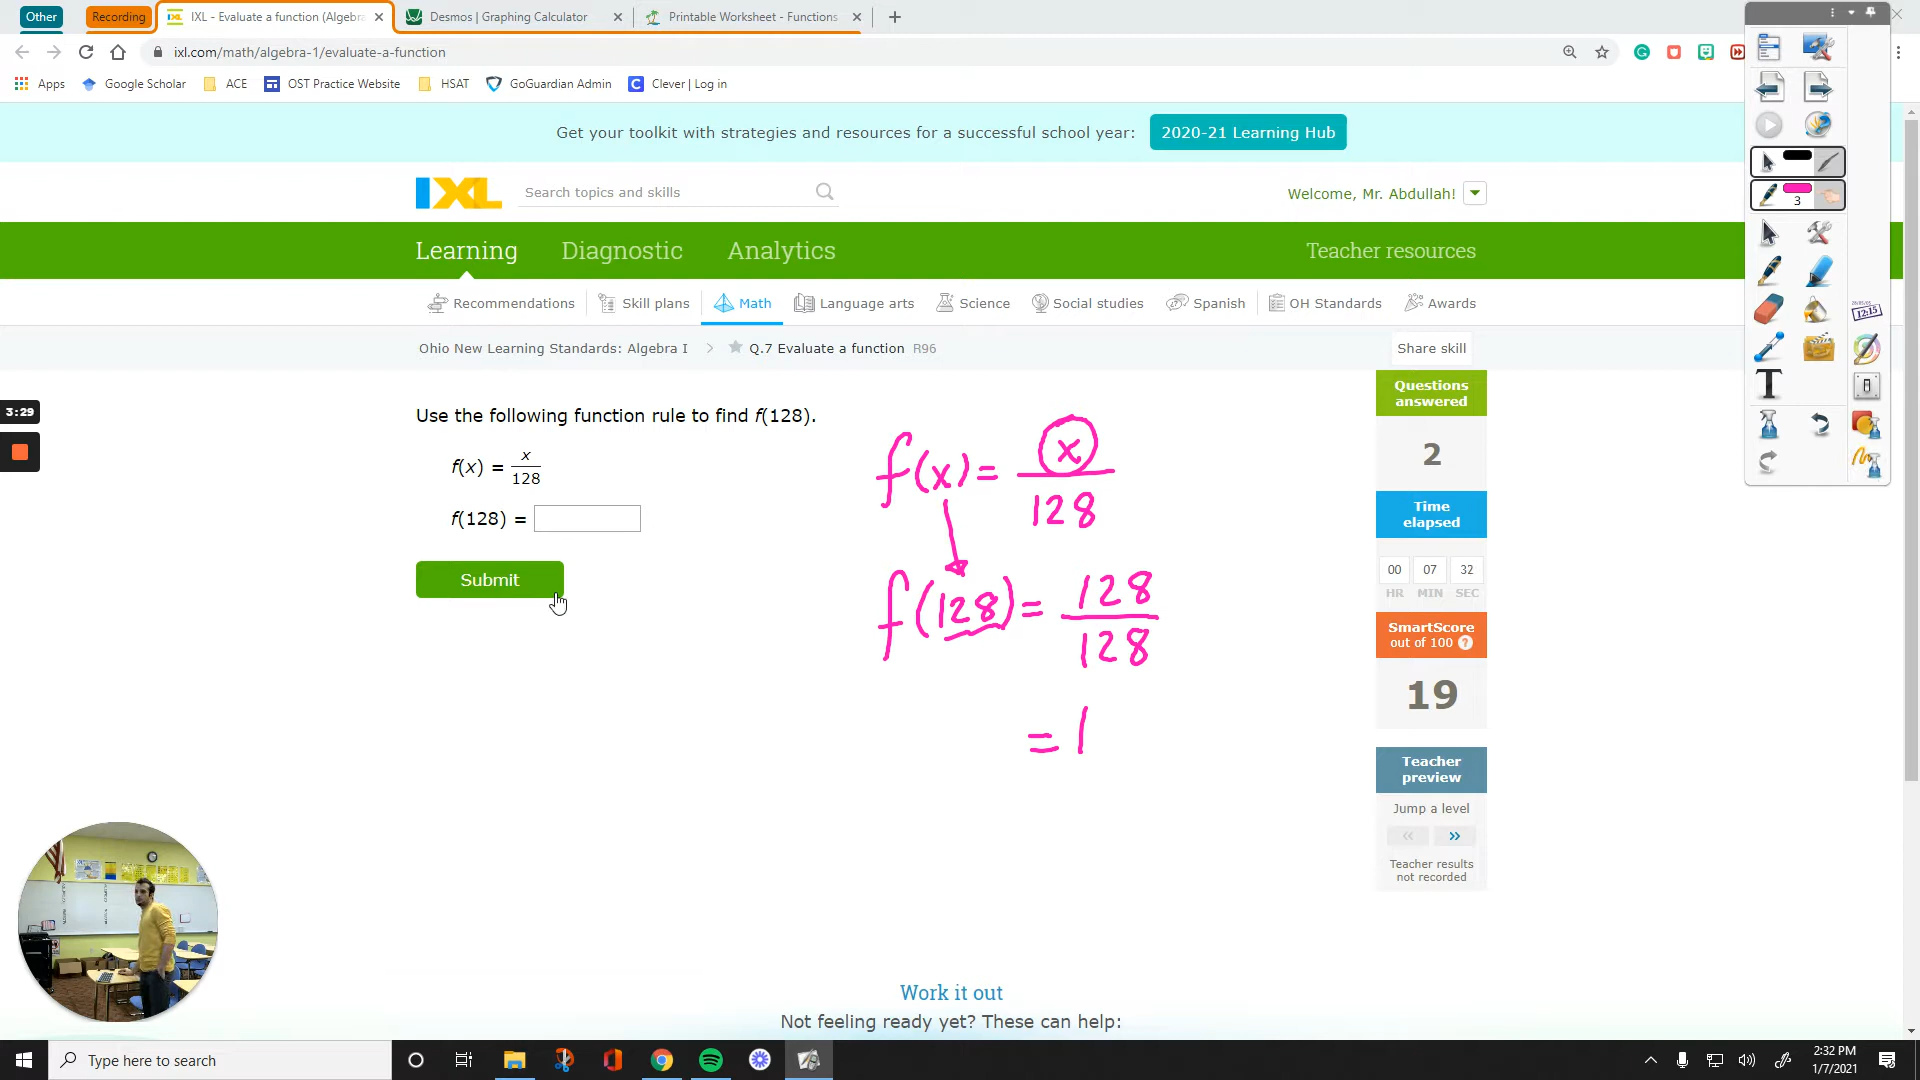 Other
Recording
IXL - Evaluate a function (Algebra
Desmos | Graphing Calculator
Printable Worksheet - Functions
ixl.com/math/algebra-1/evaluate-a-function
Apps
Google Scholar
ACE
OST Practice Website
HSAT
GoGuardian Admin
Clever | Log in
Get your toolkit with strategies and resources for a successful school year:
2020-21 Learning Hub
IXL
Search topics and skills
Welcome, Mr. Abdullah!
3
Learning
Diagnostic
Analytics
Teacher resources
Recommendations
Skill plans
Math
Language arts
Science
Social studies
Spanish
OH Standards
Awards
12:15
Ohio New Learning Standards: Algebra I > Q.7 Evaluate a function R96
Share skill
T
3:29
Use the following function rule to find f(128).
f(x) = x/128
f(128) =
Submit
f(x) = x/128
f(128) = 128/128
= 1
Questions
answered
2
Time
elapsed
00 07 32
HR MIN SEC
SmartScore
out of 100 ?
19
Teacher
preview
Jump a level
Teacher results
not recorded
Work it out
Not feeling ready yet? These can help:
Type here to search
2:32 PM
1/7/2021